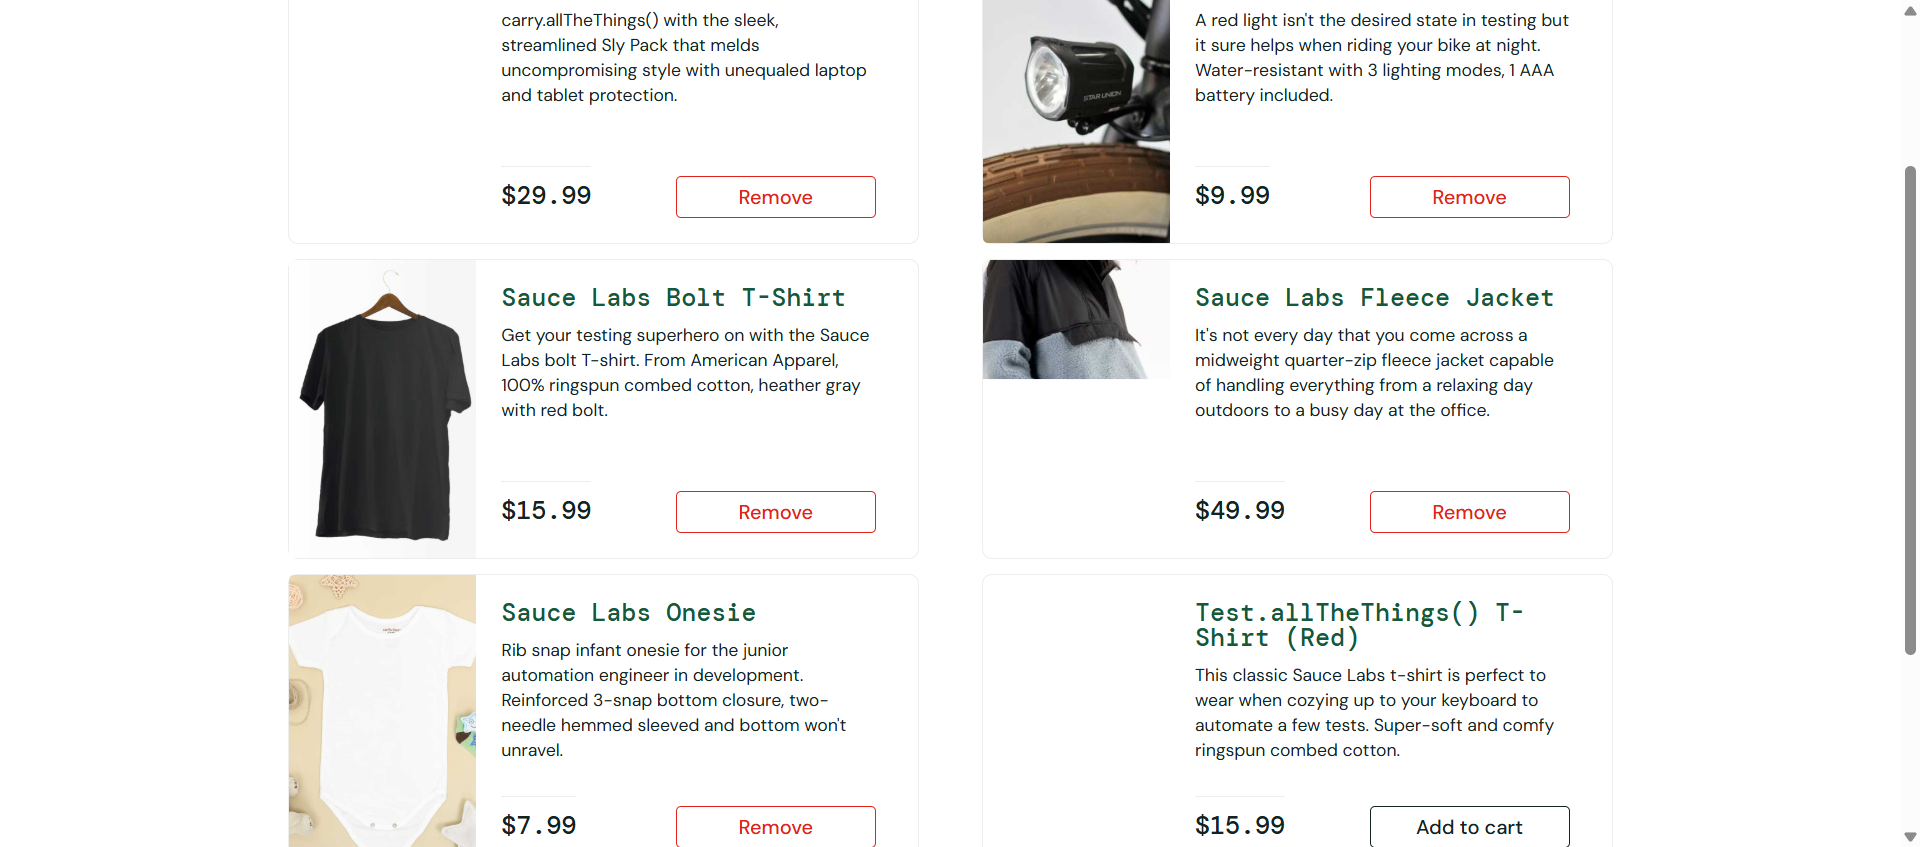 carry.allTheThings() with the sleek,
streamlined Sly Pack that melds
uncompromising style with unequaled laptop
and tablet protection.
$29.99
Remove
A red light isn't the desired state in testing but
it sure helps when riding your bike at night.
Water-resistant with 3 lighting modes, 1 AAA
battery included.
STAR UNION
$9.99
Remove
Sauce Labs Bolt T-Shirt
Get your testing superhero on with the Sauce
Labs bolt T-shirt. From American Apparel,
100% ringspun combed cotton, heather gray
with red bolt.
$15.99
Remove
Sauce Labs Fleece Jacket
It's not every day that you come across a
midweight quarter-zip fleece jacket capable
of handling everything from a relaxing day
outdoors to a busy day at the office.
$49.99
Remove
Sauce Labs Onesie
Rib snap infant onesie for the junior
automation engineer in development.
Reinforced 3-snap bottom closure, two-
needle hemmed sleeved and bottom won't
unravel.
$7.99
Remove
Test.allTheThings() T-
Shirt (Red)
This classic Sauce Labs t-shirt is perfect to
wear when cozying up to your keyboard to
automate a few tests. Super-soft and comfy
ringspun combed cotton.
$15.99
Add to cart